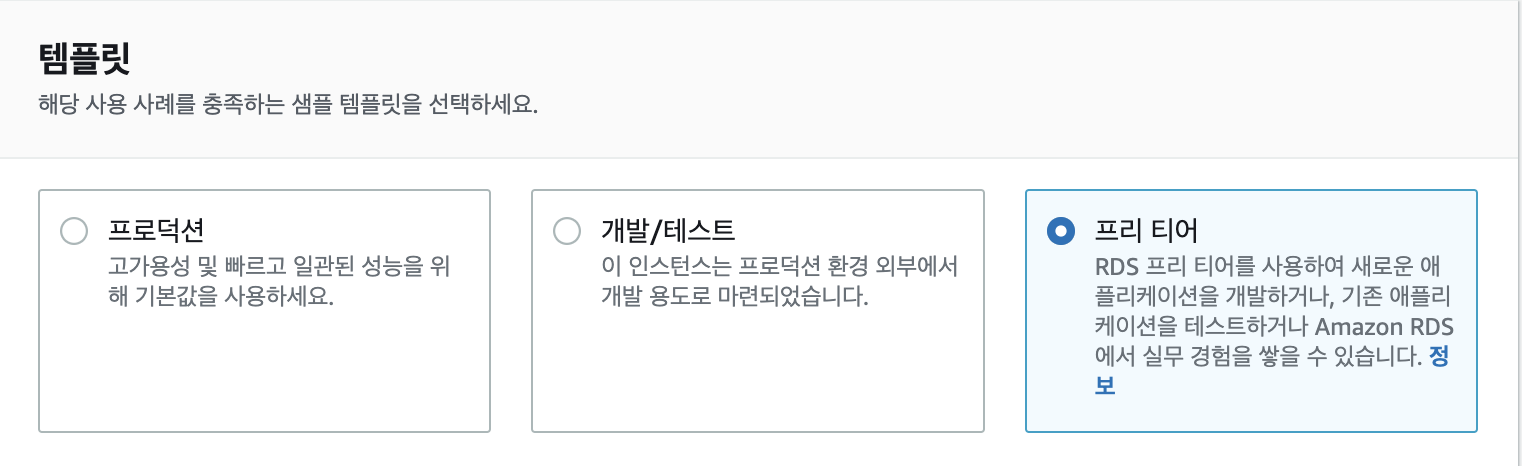 템플릿
해당 사용 사례를 충족하는 샘플 템플릿을 선택하세요.
프로덕션
고가용성 및 빠르고 일관된 성능을 위
해 기본값을 사용하세요.
개발/테스트
이 인스턴스는 프로덕션 환경 외부에서
개발 용도로 마련되었습니다.
프리 티어
RDS 프리 티어를 사용하여 새로운 애
플리케이션을 개발하거나, 기존 애플리
케이션을 테스트하거나 Amazon RDS
에서 실무 경험을 쌓을 수 있습니다. 정
보